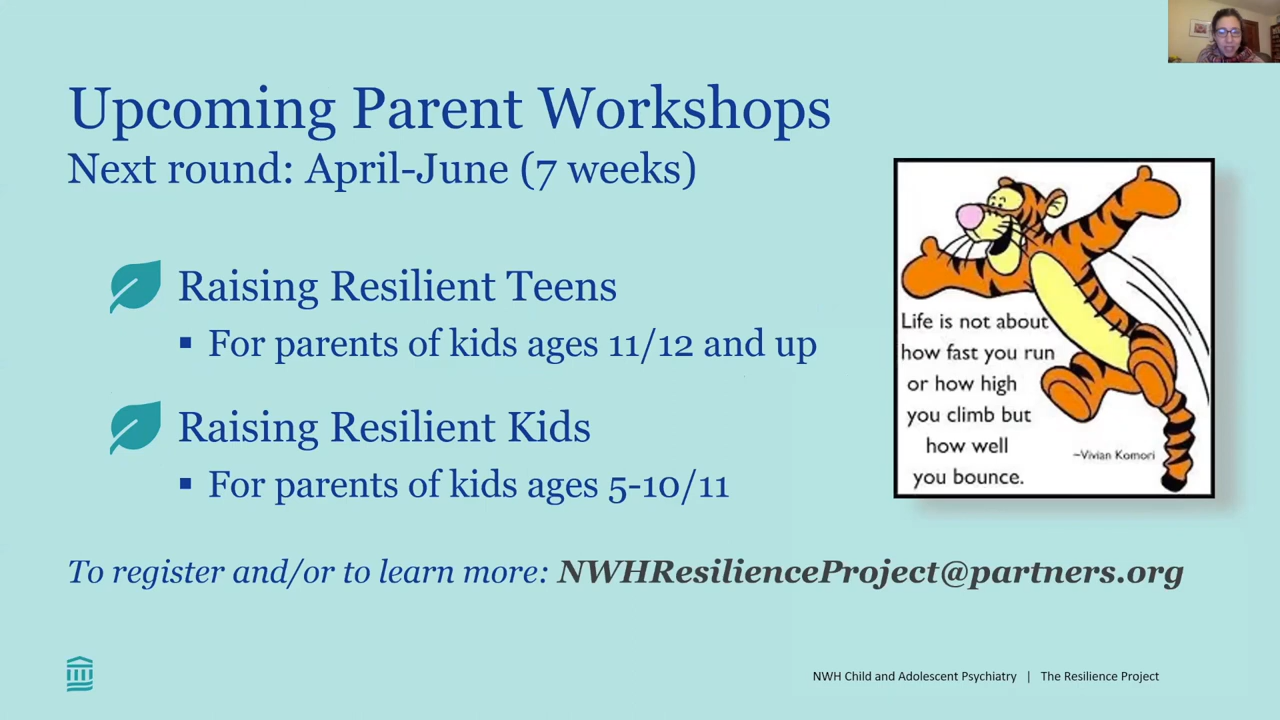 Upcoming Parent Workshops
Next round: April-June (7 weeks)
Raising Resilient Teens
▪ For parents of kids ages 11/12 and up
Raising Resilient Kids
▪ For parents of kids ages 5-10/11
Life is not about
how fast you run
or how high
you climb but
how well
you bounce.
~Vivian Komori
To register and/or to learn more: NWHResilienceProject@partners.org
NWH Child and Adolescent Psychiatry | The Resilience Project